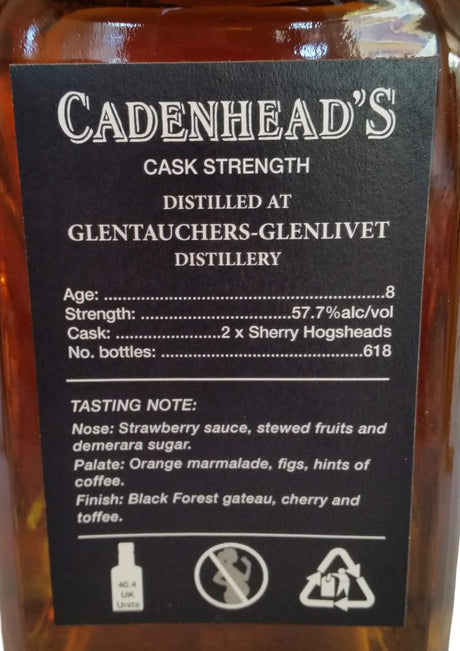 CADENHEAD'S
CASK STRENGTH
DISTILLED AT
GLENTAUCHERS-GLENLIVET
DISTILLERY
Age: ..........................................................8
Strength: ...............................57.7%alc/vol
Cask: ......................2 x Sherry Hogsheads
No. bottles: ...........................................618
TASTING NOTE:
Nose: Strawberry sauce, stewed fruits and
demerara sugar.
Palate: Orange marmalade, figs, hints of
coffee.
Finish: Black Forest gateau, cherry and
toffee.
40.4
UK
Units